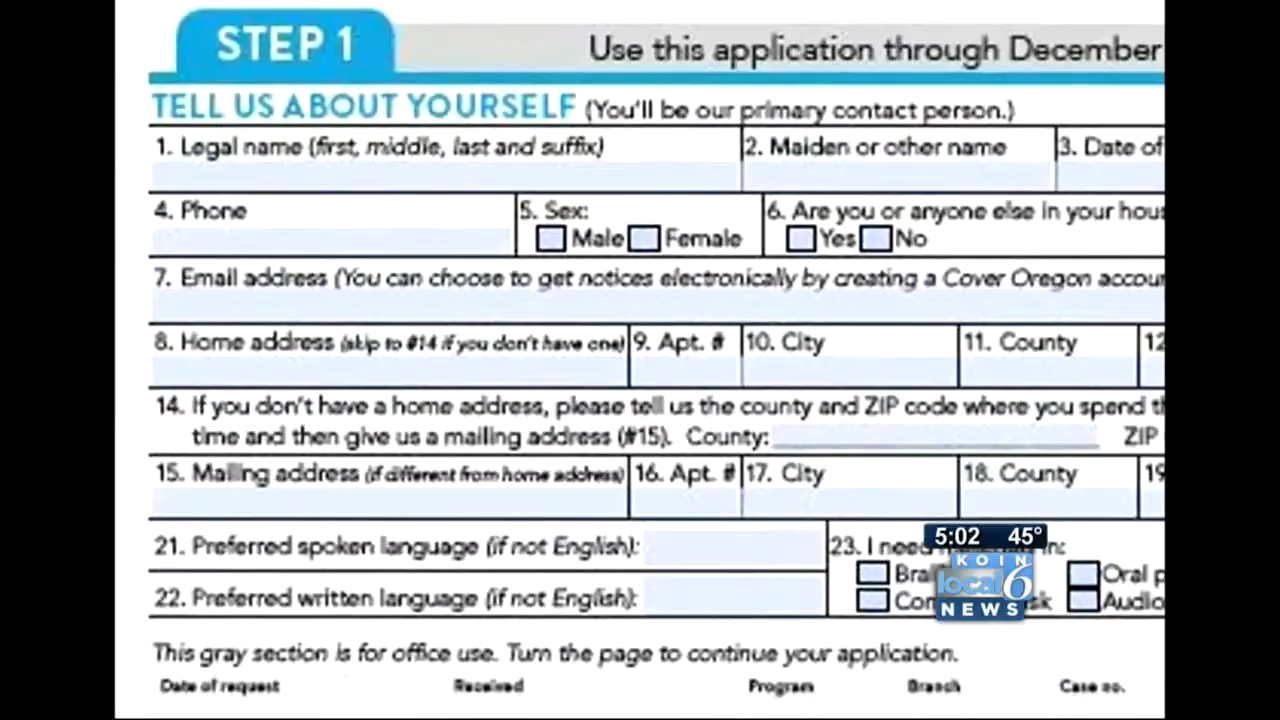 STEP 1
Use this application through December
TELL US ABOUT YOURSELF (You'll be our primary contact person.)
1. Legal name (first, middle, last and suffix) 2. Maiden or other name 3. Date of
4. Phone 5. Sex: 6. Are you or anyone else in your hou
Male Female Yes No
7. Email address (You can choose to get notices electronically by creating a Cover Oregon accou
8. Home address (skip to #14 if you don't have one) 9. Apt. # 10. City 11. County 12
14. If you don't have a home address, please tell us the county and ZIP code where you spend
time and then give us a mailing address (#15). County: ZIP
15. Mailing address (if different from home address) 16. Apt. # 17. City 18. County 19
21. Preferred spoken language (if not English): 23. I need in:
Oral p
22. Preferred written language (if not English): Audio
5:02 45°
KOIN
local 6
NEWS
This gray section is for office use. Turn the page to continue your application.
Date of request Received Program Branch Case no.